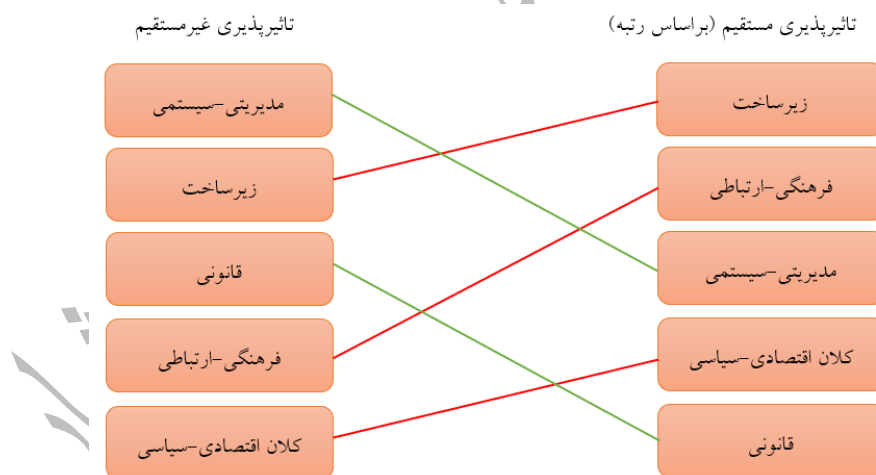 تاثیرپذیری مستقیم (براساس رتبه)
زیرساخت
فرهنگی-ارتباطی
مدیریتی-سیستمی
کلان اقتصادی-سیاسی
قانونی
تاثیرپذیری غیرمستقیم
مدیریتی-سیستمی
زیرساخت
قانونی
فرهنگی-ارتباطی
کلان اقتصادی-سیاسی